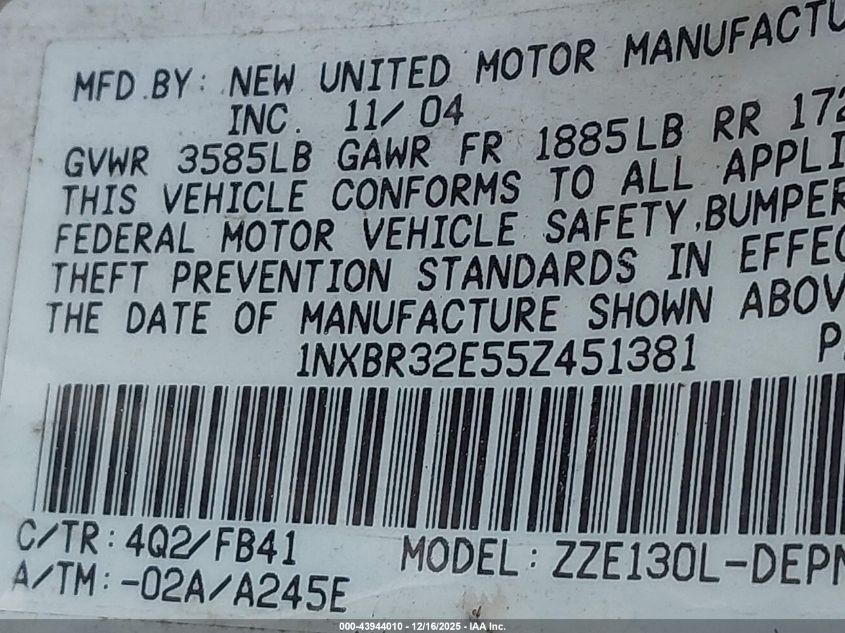 MFD.BY: NEW UNITED MOTOR MANUFACTU
INC. 11/04
GVWR 3585LB GAWR FR 1885LB RR 172
THIS VEHICLE CONFORMS TO ALL APPLI
FEDERAL MOTOR VEHICLE SAFETY,BUMPER
THEFT PREVENTION STANDARDS IN EFFEC
THE DATE OF MANUFACTURE SHOWN ABOV
1NXBR32E55Z451381 P
C/TR: 4Q2/FB41 MODEL: ZZE130L-DEPN
A/TM: -02A/A245E
000-43944010 - 12/16/2025 - IAA Inc.